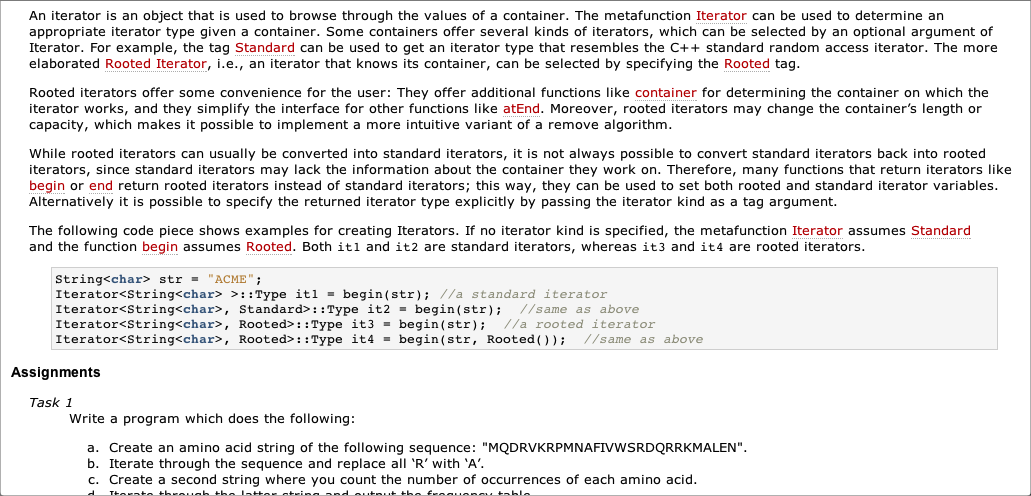 An iterator is an object that is used to browse through the values of a container. The metafunction Iterator can be used to determine an
appropriate iterator type given a container. Some containers offer several kinds of iterators, which can be selected by an optional argument of
Iterator. For example, the tag Standard can be used to get an iterator type that resembles the C++ standard random access iterator. The more
elaborated Rooted Iterator, i.e., an iterator that knows its container, can be selected by specifying the Rooted tag.
Rooted iterators offer some convenience for the user: They offer additional functions like container for determining the container on which the
iterator works, and they simplify the interface for other functions like atEnd. Moreover, rooted iterators may change the container's length or
capacity, which makes it possible to implement a more intuitive variant of a remove algorithm.
While rooted iterators can usually be converted into standard iterators, it is not always possible to convert standard iterators back into rooted
iterators, since standard iterators may lack the information about the container they work on. Therefore, many functions that return iterators like
begin or end return rooted iterators instead of standard iterators; this way, they can be used to set both rooted and standard iterator variables.
Alternatively it is possible to specify the returned iterator type explicitly by passing the iterator kind as a tag argument.
The following code piece shows examples for creating Iterators. If no iterator kind is specified, the metafunction Iterator assumes Standard
and the function begin assumes Rooted. Both it1 and it2 are standard iterators, whereas it3 and it4 are rooted iterators.
String<char> str = "ACME";
Iterator<String<char> >::Type it1 = begin(str); //a standard iterator
Iterator<String<char>, Standard>::Type it2 = begin(str);  //same as above
Iterator<String<char>, Rooted>::Type it3 = begin(str);  //a rooted iterator
Iterator<String<char>, Rooted>::Type it4 = begin(str, Rooted());  //same as above
Assignments
Task 1
Write a program which does the following:
a. Create an amino acid string of the following sequence: "MQDRVKRPMNAFIVWSRDQRRKMALEN".
b. Iterate through the sequence and replace all ‘R’ with ‘A’.
c. Create a second string where you count the number of occurrences of each amino acid.
d. Iterate through the latter string and output the frequency table.